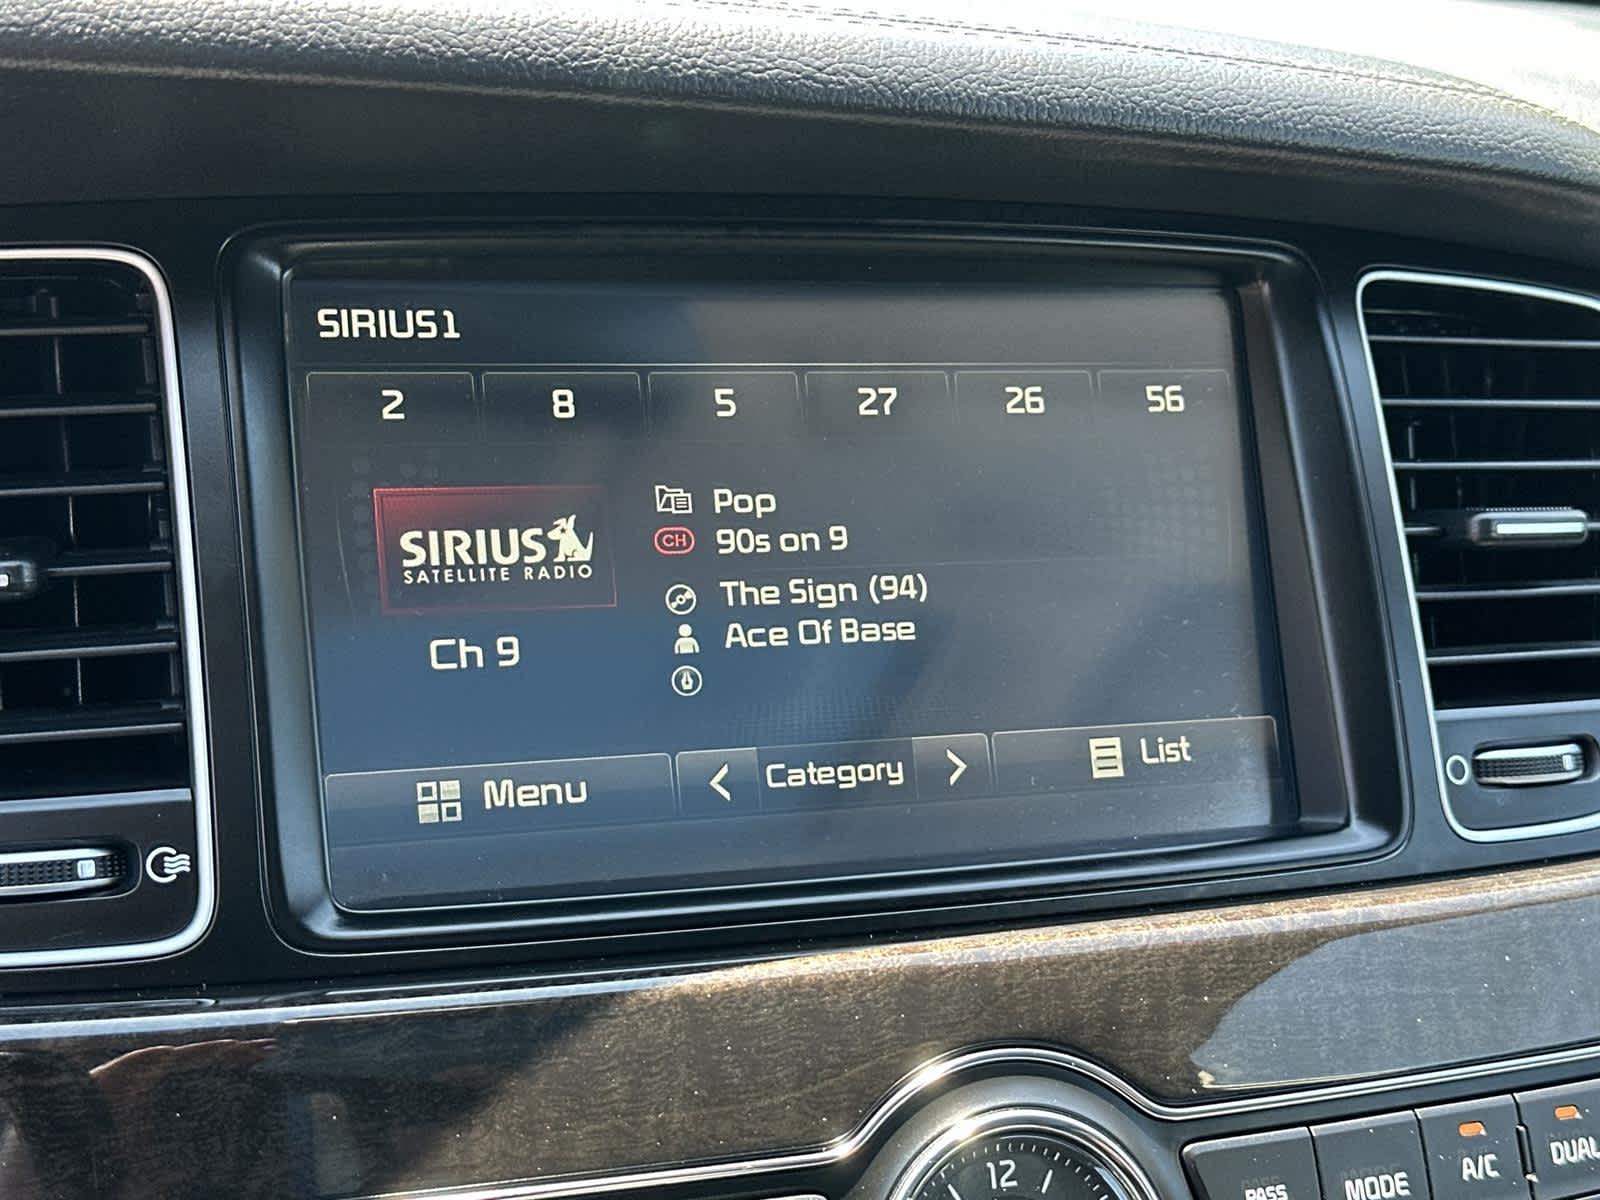 SIRIUS1
2 8 5 27 26 56
SIRIUS
SATELLITE RADIO
Ch 9
Pop
CH 90s on 9
The Sign (94)
Ace Of Base
Menu
Category
List
12
PASS
MODE
A/C
DUAL